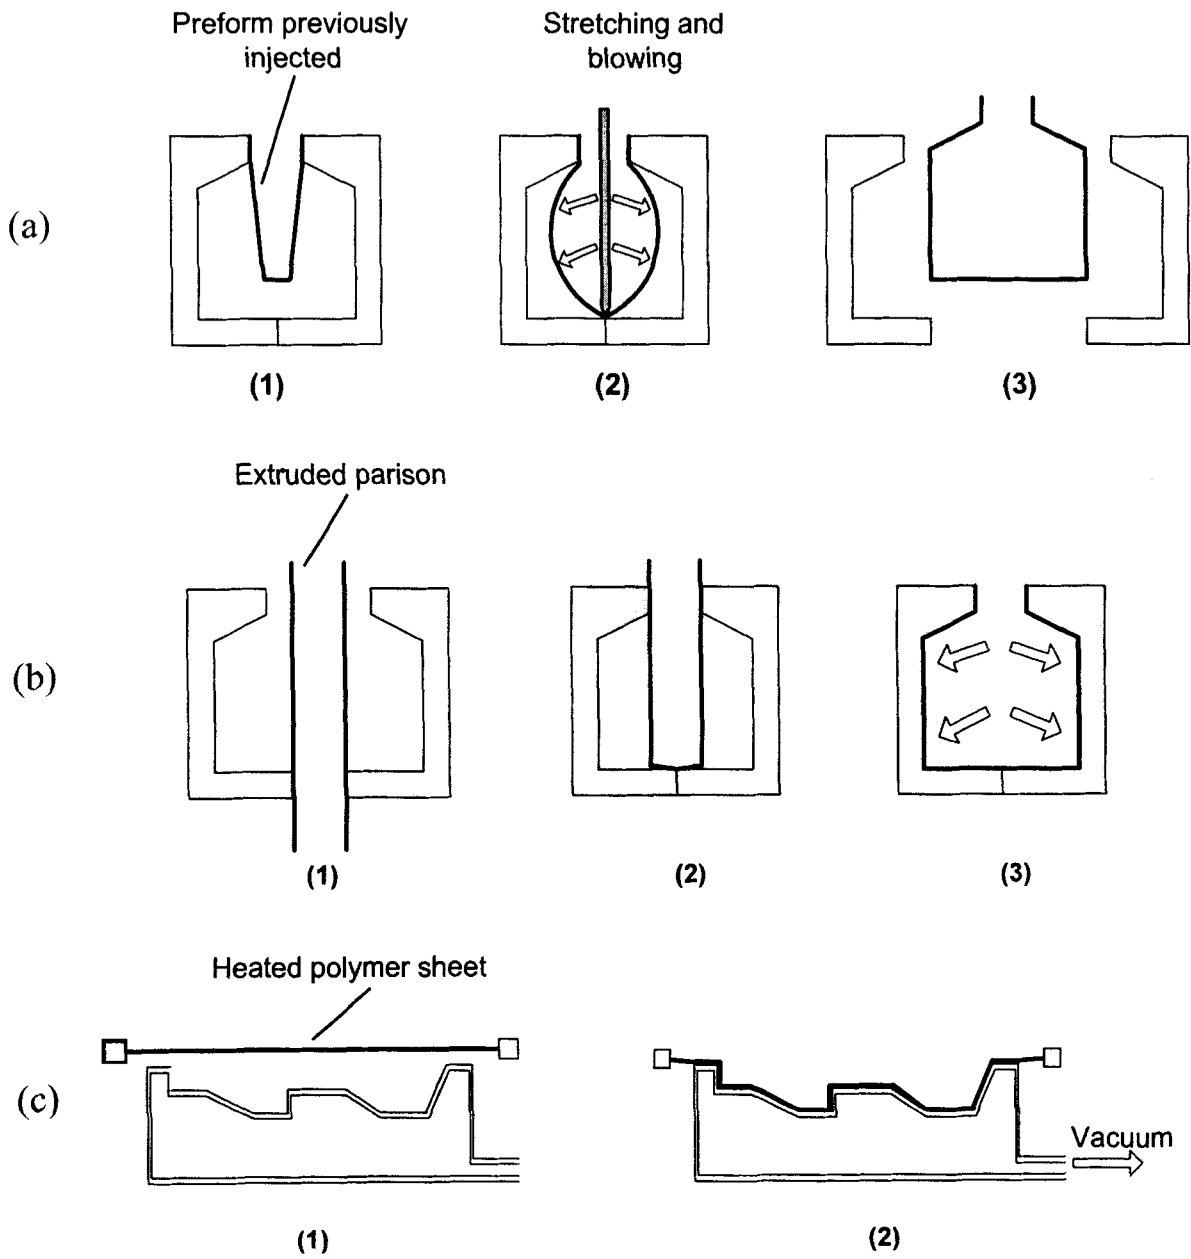 Preform previously
injected
Stretching and
blowing
(a)
(1)
(2)
(3)
Extruded parison
(b)
(1)
(2)
(3)
Heated polymer sheet
(c)
Vacuum
(1)
(2)